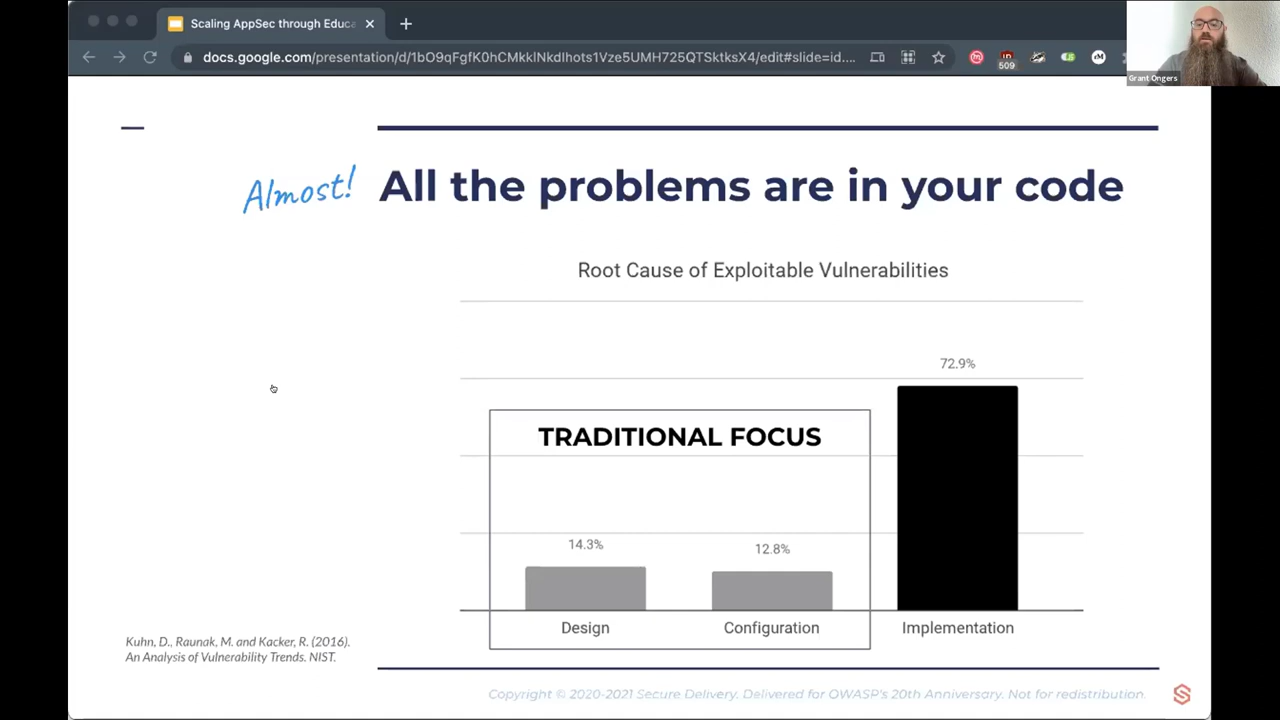 Scaling AppSec through Educa
docs.google.com/presentation/d/1bO9qFgfK0hCMkklNkdlhots1Vze5UMH725QTSktksX4/edit#slide=id....
509
Grant Ongers
Almost! All the problems are in your code
Root Cause of Exploitable Vulnerabilities
72.9%
TRADITIONAL FOCUS
14.3%
12.8%
Design
Configuration
Implementation
Kuhn, D., Raunak, M. and Kacker, R. (2016).
An Analysis of Vulnerability Trends. NIST.
Copyright © 2020-2021 Secure Delivery. Delivered for OWASP's 20th Anniversary. Not for redistribution.